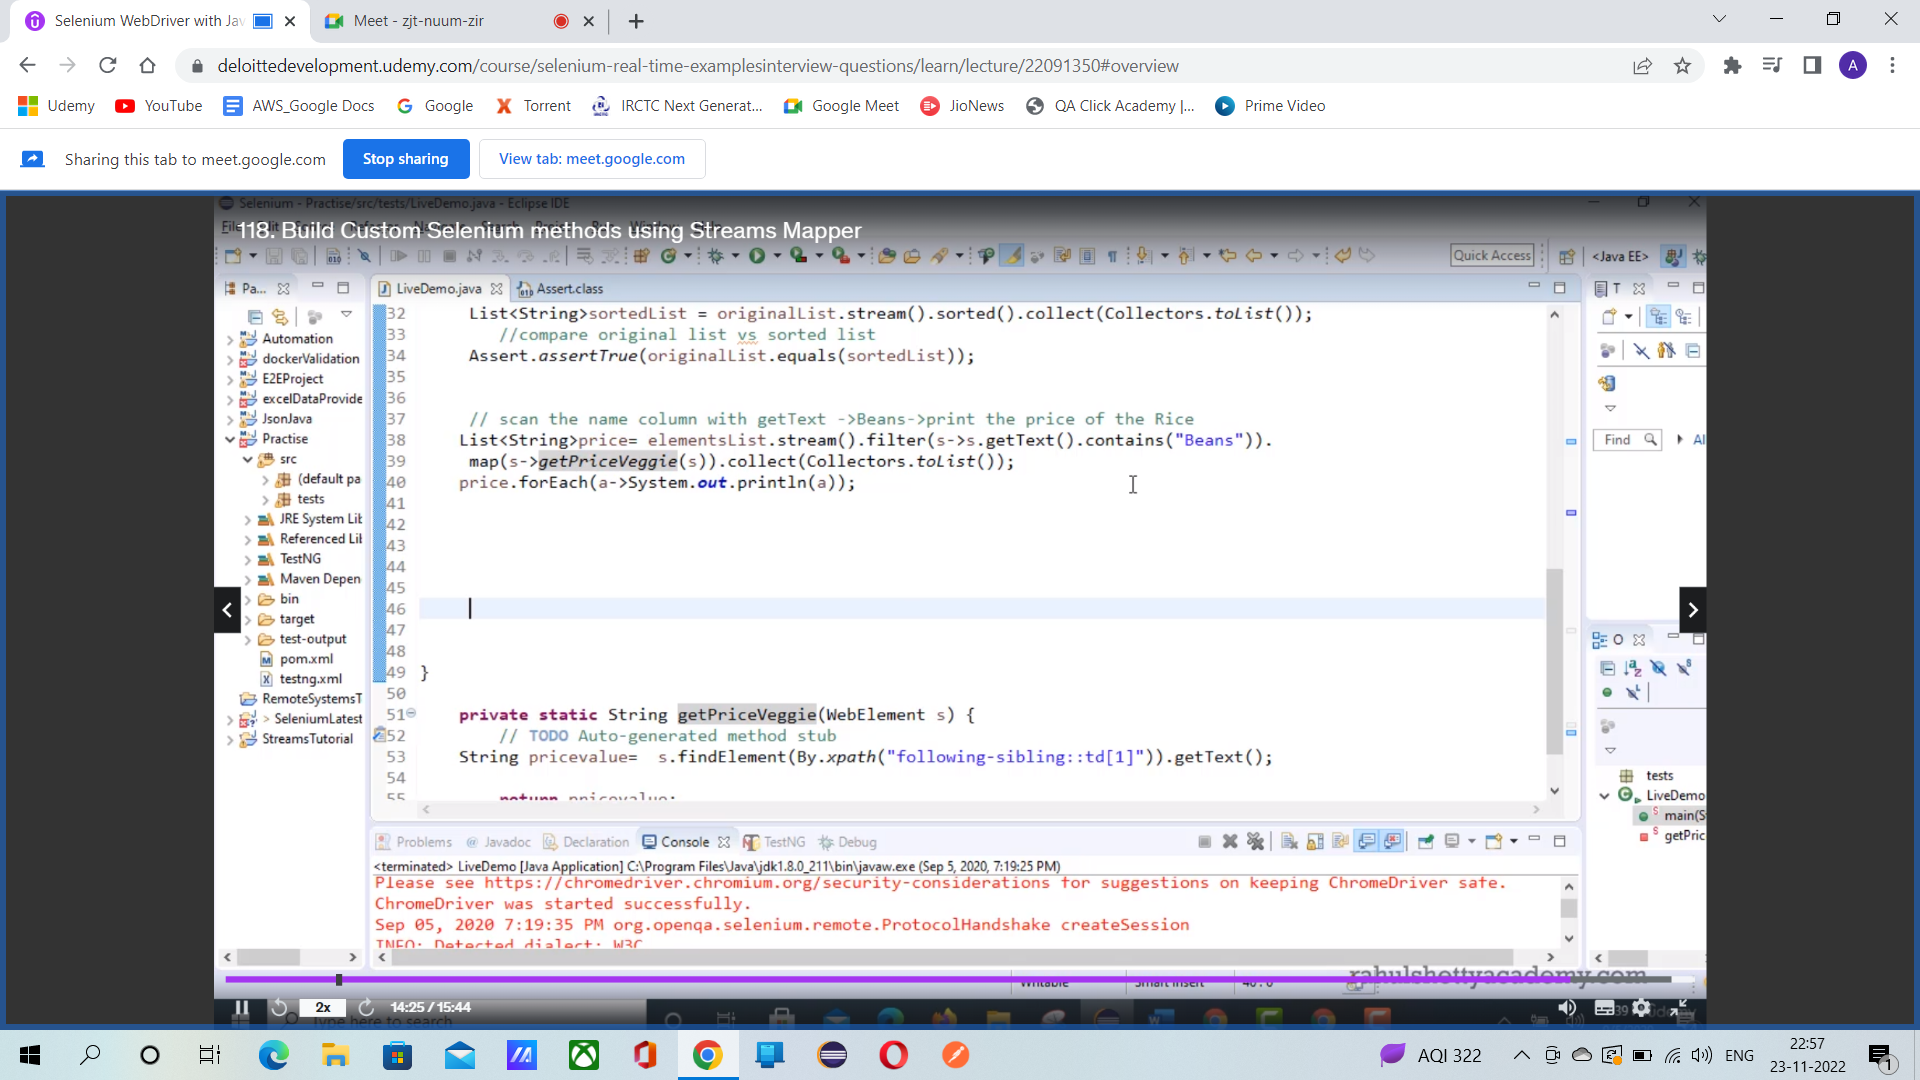 Selenium WebDriver with Jav
Meet - zjt-nuum-zir
deloittedevelopment.udemy.com/course/selenium-real-time-examplesinterview-questions/learn/lecture/22091350#overview
A
Udemy
YouTube
AWS_Google Docs
Google
Torrent
IRCTC Next Generat...
Google Meet
JioNews
QA Click Academy |...
Prime Video
Sharing this tab to meet.google.com
Stop sharing
View tab: meet.google.com
Selenium - Practise/src/tests/LiveDemo.java - Eclipse IDE
118. Build Custom Selenium methods using Streams Mapper
Quick Access
<Java EE>
Pa...
LiveDemo.java
Assert.class
T
Automation
dockerValidation
E2EProject
excelDataProvide
JsonJava
Practise
src
(default pa
tests
JRE System Lib
Referenced Lib
TestNG
Maven Depen
bin
target
test-output
pom.xml
testng.xml
RemoteSystemsT
> SeleniumLatest
StreamsTutorial
32 List<String>sortedList = originalList.stream().sorted().collect(Collectors.toList());
33 //compare original list vs sorted list
34 Assert.assertTrue(originalList.equals(sortedList));
35
36
37 // scan the name column with getText ->Beans->print the price of the Rice
38 List<String>price= elementsList.stream().filter(s->s.getText().contains("Beans")).
39 map(s->getPriceVeggie(s)).collect(Collectors.toList());
40 price.forEach(a->System.out.println(a));
41
42
43
44
45
46
47
48
49 }
50
51 private static String getPriceVeggie(WebElement s) {
52 // TODO Auto-generated method stub
53 String pricevalue= s.findElement(By.xpath("following-sibling::td[1]")).getText();
54
55 return pricevalue;
Find
Al
O
tests
LiveDemo
main(S
getPric
Problems
Javadoc
Declaration
Console
TestNG
Debug
<terminated> LiveDemo [Java Application] C:\Program Files\Java\jdk1.8.0_211\bin\javaw.exe (Sep 5, 2020, 7:19:25 PM)
Please see https://chromedriver.chromium.org/security-considerations for suggestions on keeping ChromeDriver safe.
ChromeDriver was started successfully.
Sep 05, 2020 7:19:35 PM org.openqa.selenium.remote.ProtocolHandshake createSession
INFO: Detected dialect: W3C
rahulshettyacademy.com
Writable
Smart Insert
2x
14:25 / 15:44
Type here to search
AQI 322
ENG
22:57
23-11-2022
1